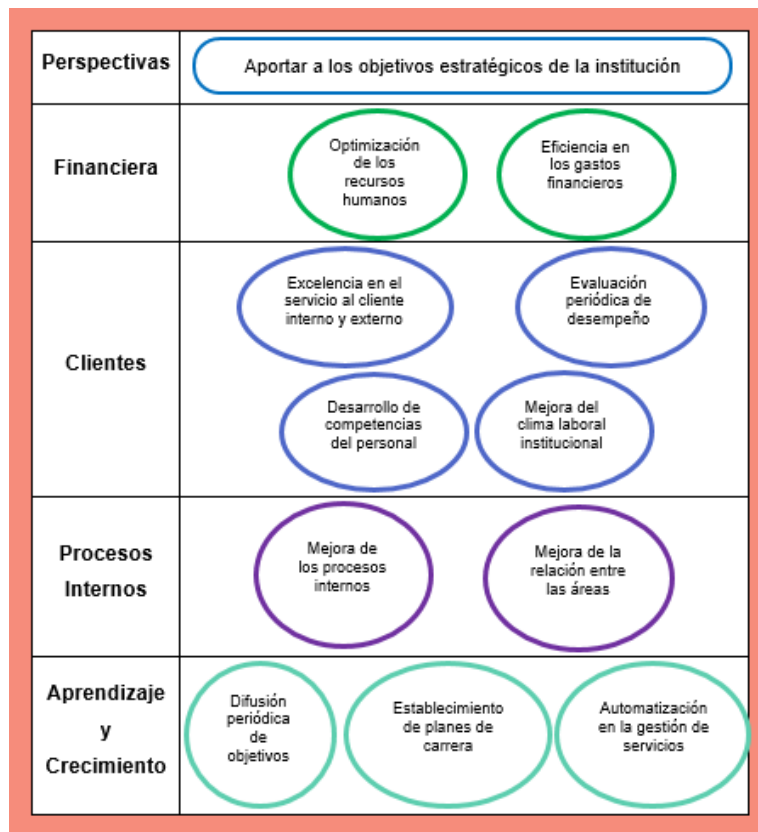 Perspectivas
Aportar a los objetivos estratégicos de la institución
Financiera
Optimización
de los
recursos
humanos
Eficiencia en
los gastos
financieros
Clientes
Excelencia en el
servicio al cliente
interno y externo
Evaluación
periódica de
desempeño
Desarrollo de
competencias
del personal
Mejora del
clima laboral
institucional
Procesos
Internos
Mejora de
los procesos
internos
Mejora de la
relación entre
las áreas
Aprendizaje
y
Crecimiento
Difusión
periódica
de
objetivos
Establecimiento
de planes de
carrera
Automatización
en la gestión de
servicios